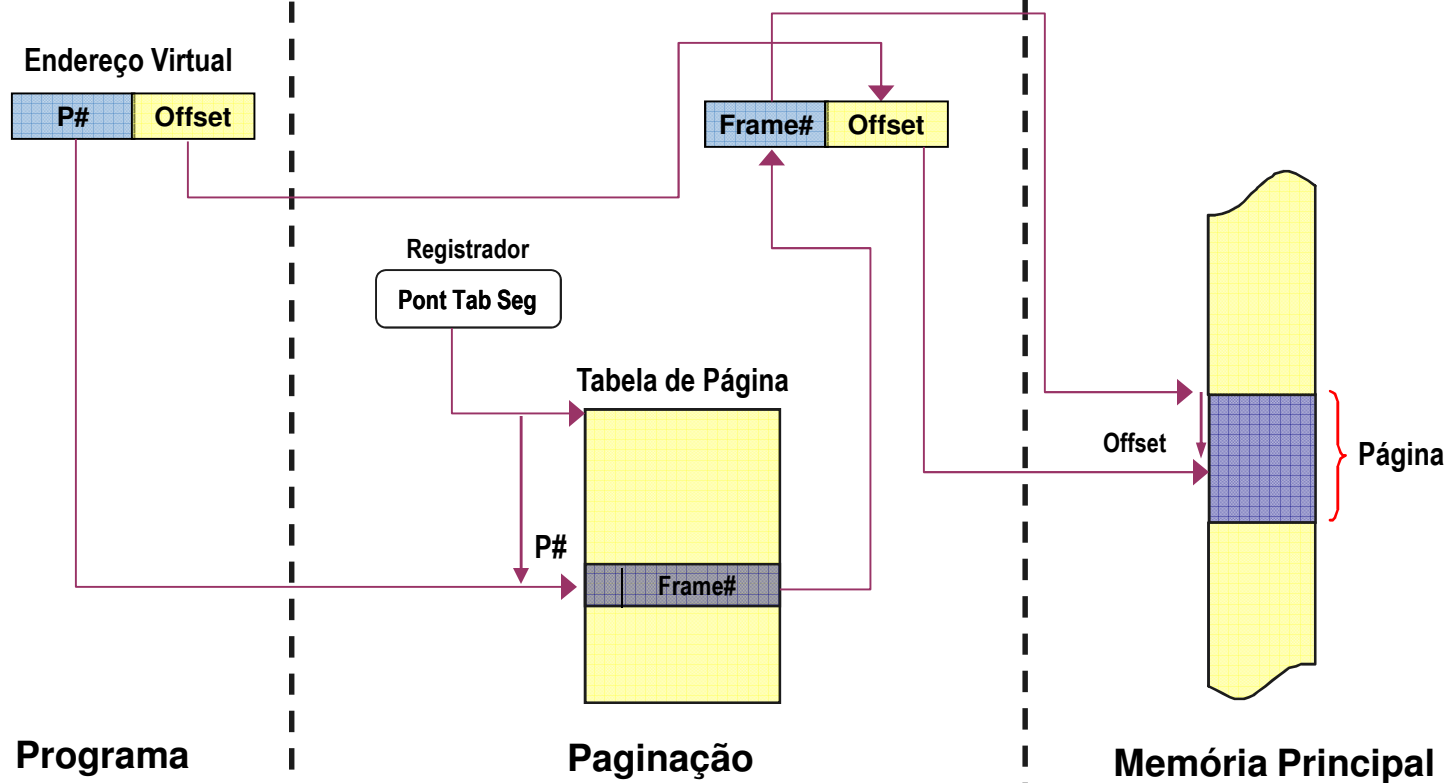 Endereço Virtual
P# Offset
Frame# Offset
Registrador
Pont Tab Seg
Tabela de Página
P#
Frame#
Offset
Página
Programa
Paginação
Memória Principal